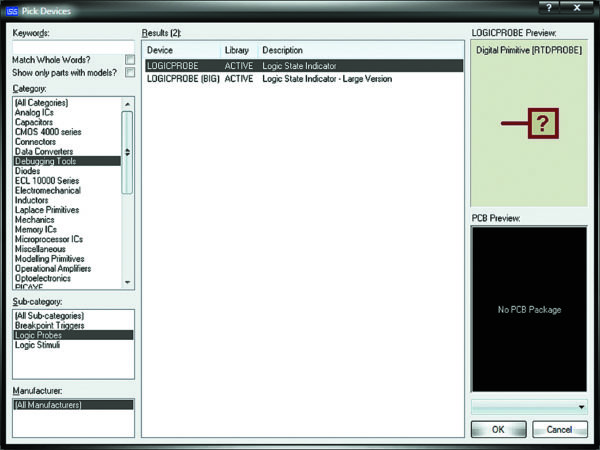 ISIS Pick Devices
Keywords:
Match Whole Words?
Show only parts with models?
Category:
(All Categories)
Analog ICs
Capacitors
CMOS 4000 series
Connectors
Data Converters
Debugging Tools
Diodes
ECL 10000 Series
Electromechanical
Inductors
Laplace Primitives
Mechanics
Memory ICs
Microprocessor ICs
Miscellaneous
Modelling Primitives
Operational Amplifiers
Optoelectronics
Sub-category:
(All Sub-categories)
Breakpoint Triggers
Logic Probes
Logic Stimuli
Manufacturer:
(All Manufacturers)
Results (2):
Device Library Description
LOGICPROBE ACTIVE Logic State Indicator
LOGICPROBE (BIG) ACTIVE Logic State Indicator - Large Version
LOGICPROBE Preview:
Digital Primitive [RTDPROBE]
?
PCB Preview:
No PCB Package
OK Cancel